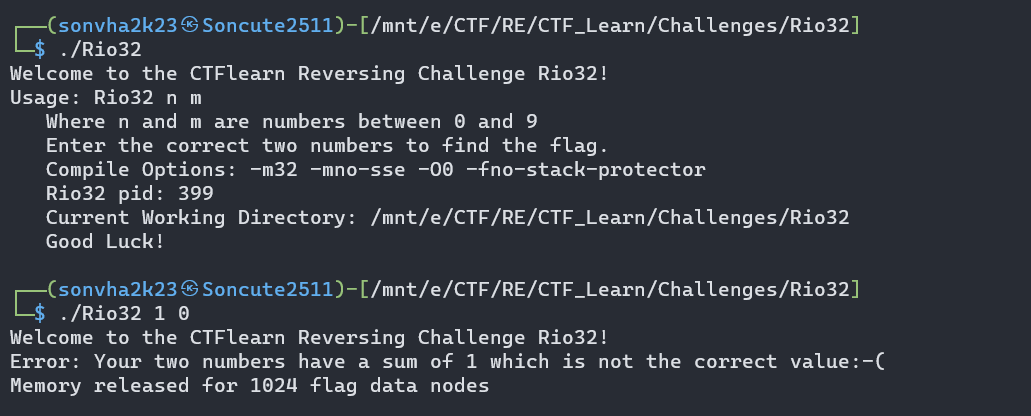 ┌──(sonvha2k23㉿Soncute2511)-[/mnt/e/CTF/RE/CTF_Learn/Challenges/Rio32]
└─$ ./Rio32
Welcome to the CTFlearn Reversing Challenge Rio32!
Usage: Rio32 n m
   Where n and m are numbers between 0 and 9
   Enter the correct two numbers to find the flag.
   Compile Options: -m32 -mno-sse -O0 -fno-stack-protector
   Rio32 pid: 399
   Current Working Directory: /mnt/e/CTF/RE/CTF_Learn/Challenges/Rio32
   Good Luck!
┌──(sonvha2k23㉿Soncute2511)-[/mnt/e/CTF/RE/CTF_Learn/Challenges/Rio32]
└─$ ./Rio32 1 0
Welcome to the CTFlearn Reversing Challenge Rio32!
Error: Your two numbers have a sum of 1 which is not the correct value:-(
Memory released for 1024 flag data nodes